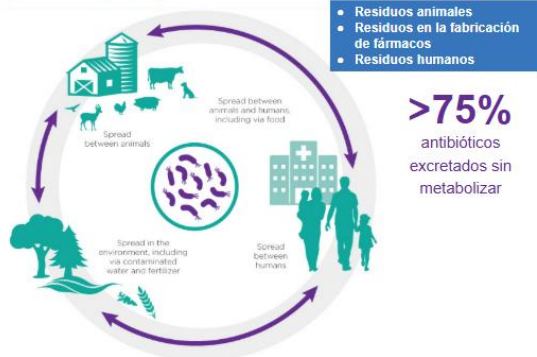 • Residuos animales
• Residuos en la fabricación
de fármacos
• Residuos humanos
>75%
antibióticos
excretados sin
metabolizar
Spread between
animals and humans,
including via food
Spread
between animals
Spread in the
environment, including
via contaminated
water and fertilizer
Spread
between
humans